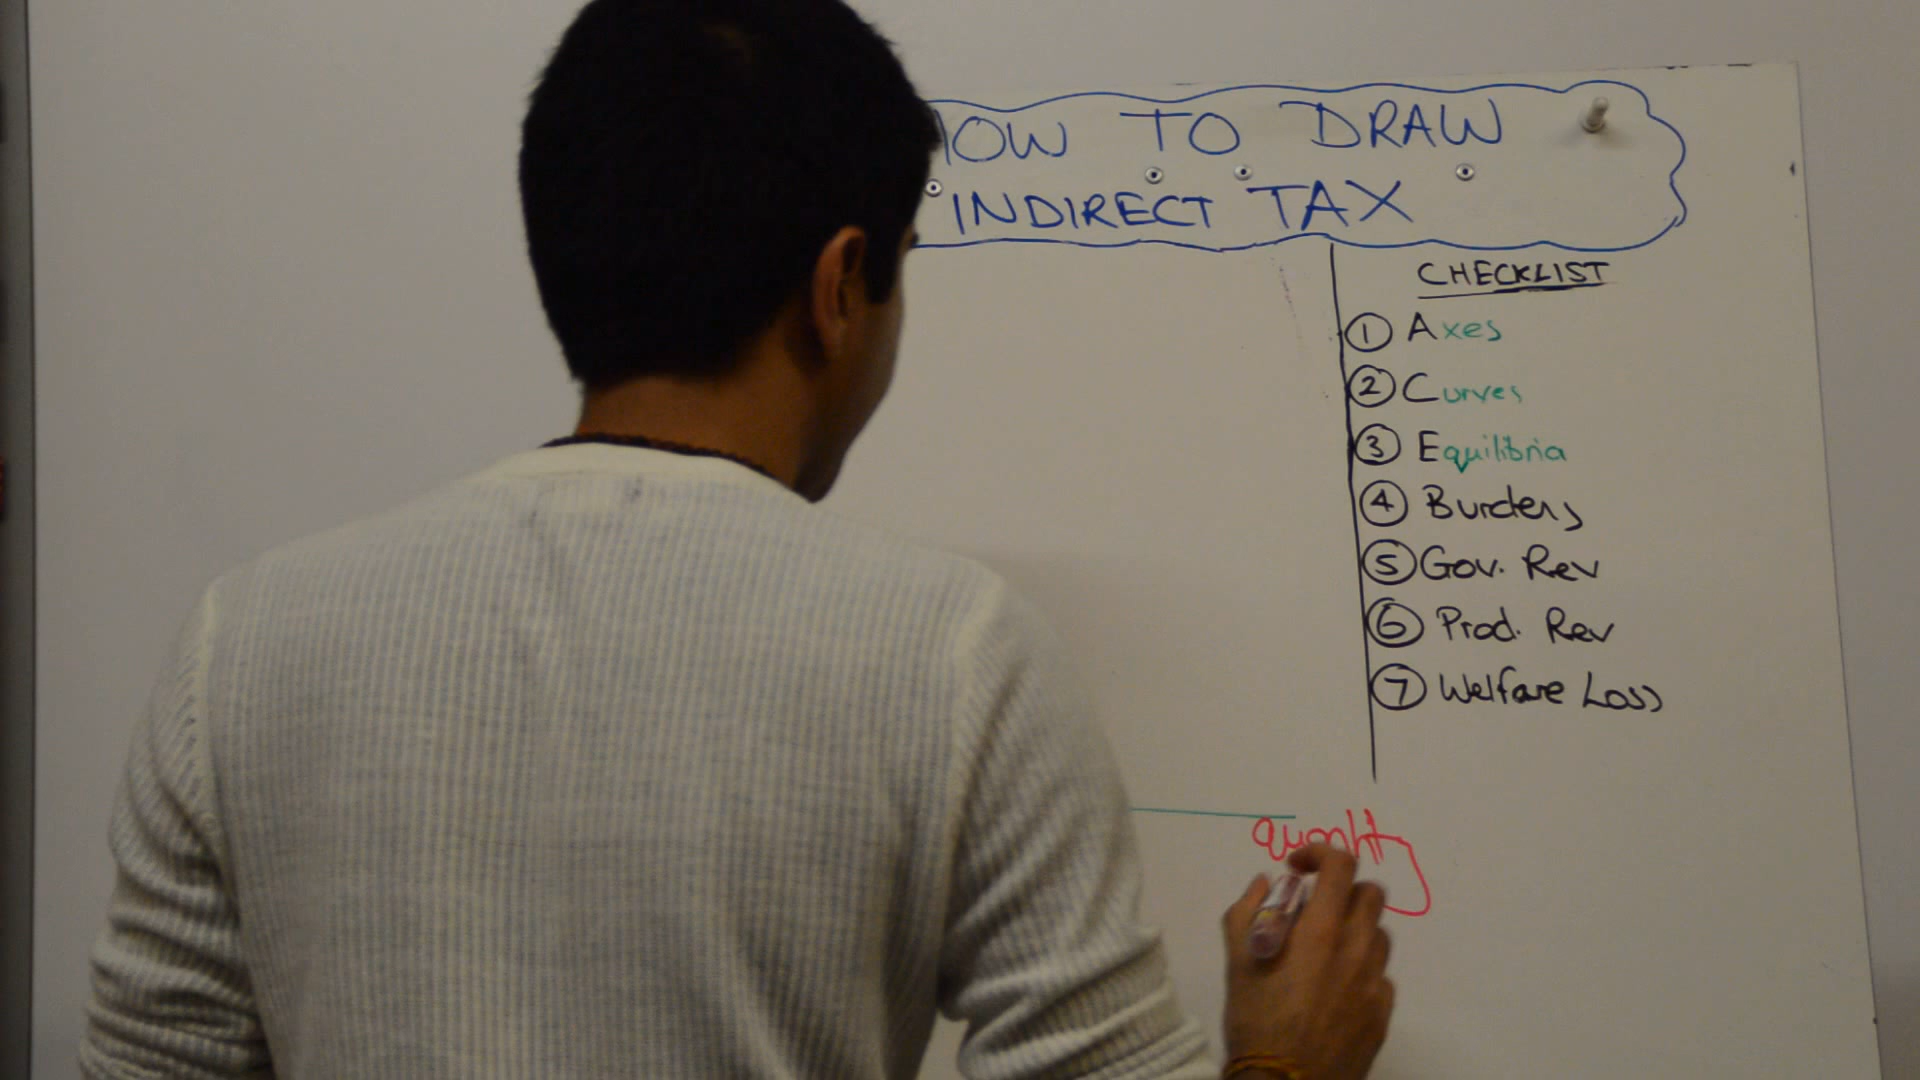 HOW TO DRAW
INDIRECT TAX
CHECKLIST
1 Axes
2 Curves
3 Equilibria
4 Burdens
5 Gov. Rev
6 Prod. Rev
7 Welfare Loss
quantity